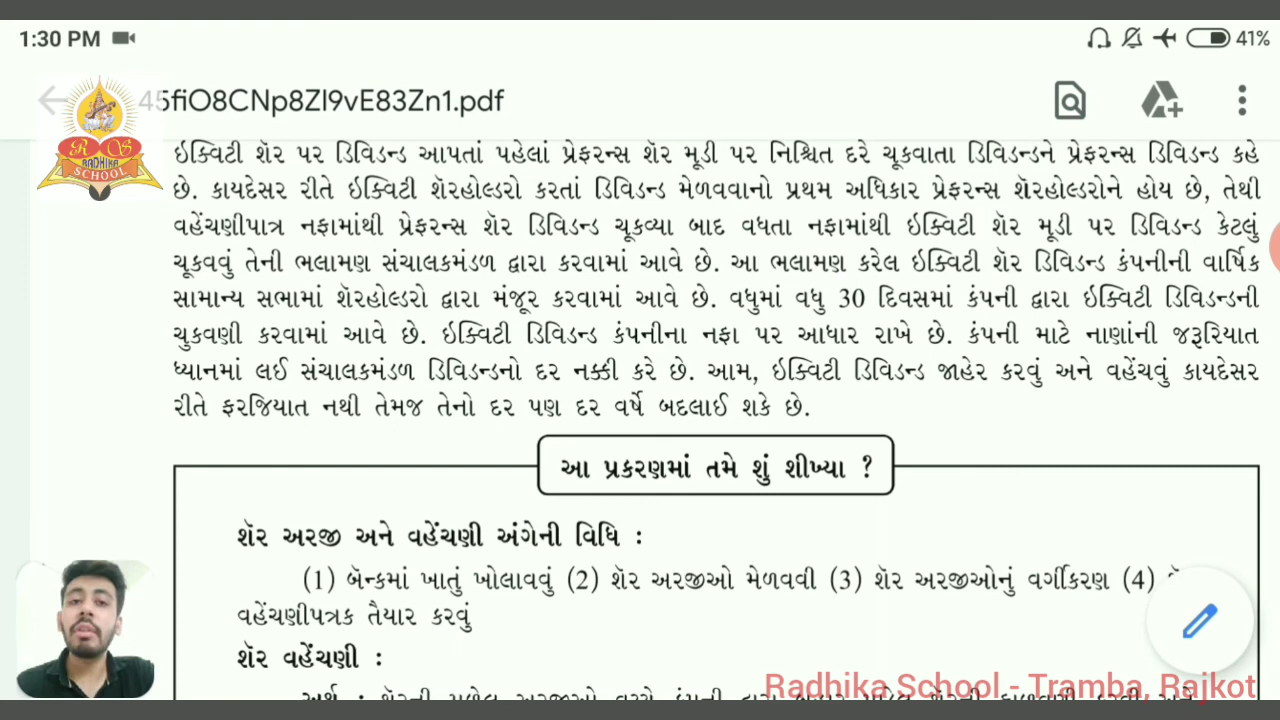 1:30 PM
41%
45fiO8CNp8Zl9vE83Zn1.pdf
RS
RADHIKA
SCHOOL
ઇક્વિટી શૅર પર ડિવિડન્ડ આપતાં પહેલાં પ્રેફરન્સ શૅર મૂડી પર નિશ્ચિત દરે ચૂકવાતા ડિવિડન્ડને પ્રેફરન્સ ડિવિડન્ડ કહે
છે. કાયદેસર રીતે ઇક્વિટી શૅરહોલ્ડરો કરતાં ડિવિડન્ડ મેળવવાનો પ્રથમ અધિકાર પ્રેફરન્સ શૅરહોલ્ડરોને હોય છે, તેથી
વહેંચણીપાત્ર નફામાંથી પ્રેફરન્સ શૅર ડિવિડન્ડ ચૂકવ્યા બાદ વધતા નફામાંથી ઇક્વિટી શૅર મૂડી પર ડિવિડન્ડ કેટલું
ચૂકવવું તેની ભલામણ સંચાલકમંડળ દ્વારા કરવામાં આવે છે. આ ભલામણ કરેલ ઇક્વિટી શૅર ડિવિડન્ડ કંપનીની વાર્ષિક
સામાન્ય સભામાં શૅરહોલ્ડરો દ્વારા મંજૂર કરવામાં આવે છે. વધુમાં વધુ 30 દિવસમાં કંપની દ્વારા ઇક્વિટી ડિવિડન્ડની
ચુકવણી કરવામાં આવે છે. ઇક્વિટી ડિવિડન્ડ કંપનીના નફા પર આધાર રાખે છે. કંપની માટે નાણાંની જરૂરિયાત
ધ્યાનમાં લઈ સંચાલકમંડળ ડિવિડન્ડનો દર નક્કી કરે છે. આમ, ઇક્વિટી ડિવિડન્ડ જાહેર કરવું અને વહેંચવું કાયદેસર
રીતે ફરજિયાત નથી તેમજ તેનો દર પણ દર વર્ષે બદલાઈ શકે છે.
આ પ્રકરણમાં તમે શું શીખ્યા ?
શૅર અરજી અને વહેંચણી અંગેની વિધિ :
(1) બૅન્કમાં ખાતું ખોલાવવું (2) શૅર અરજીઓ મેળવવી (3) શૅર અરજીઓનું વર્ગીકરણ (4)
વહેંચણીપત્રક તૈયાર કરવું
શૅર વહેંચણી :
Radhika School - Tramba, Rajkot